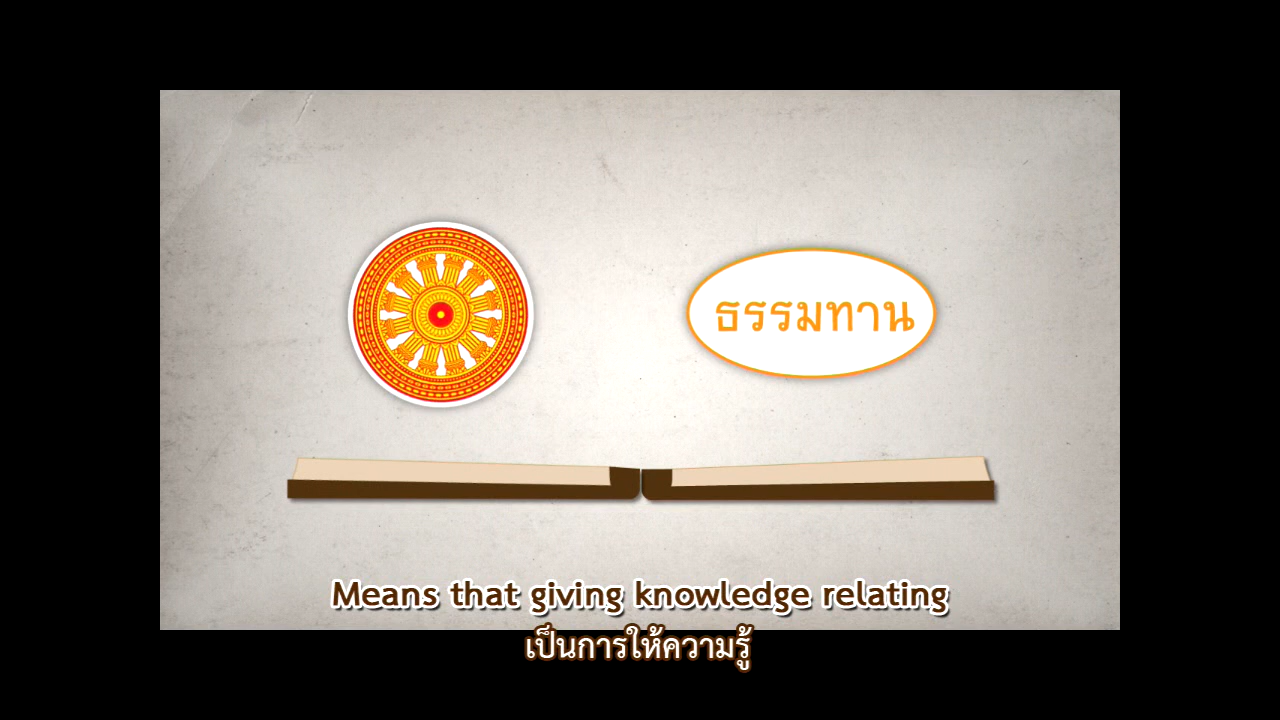 ธรรมทาน
Means that giving knowledge relating
เป็นการให้ความรู้